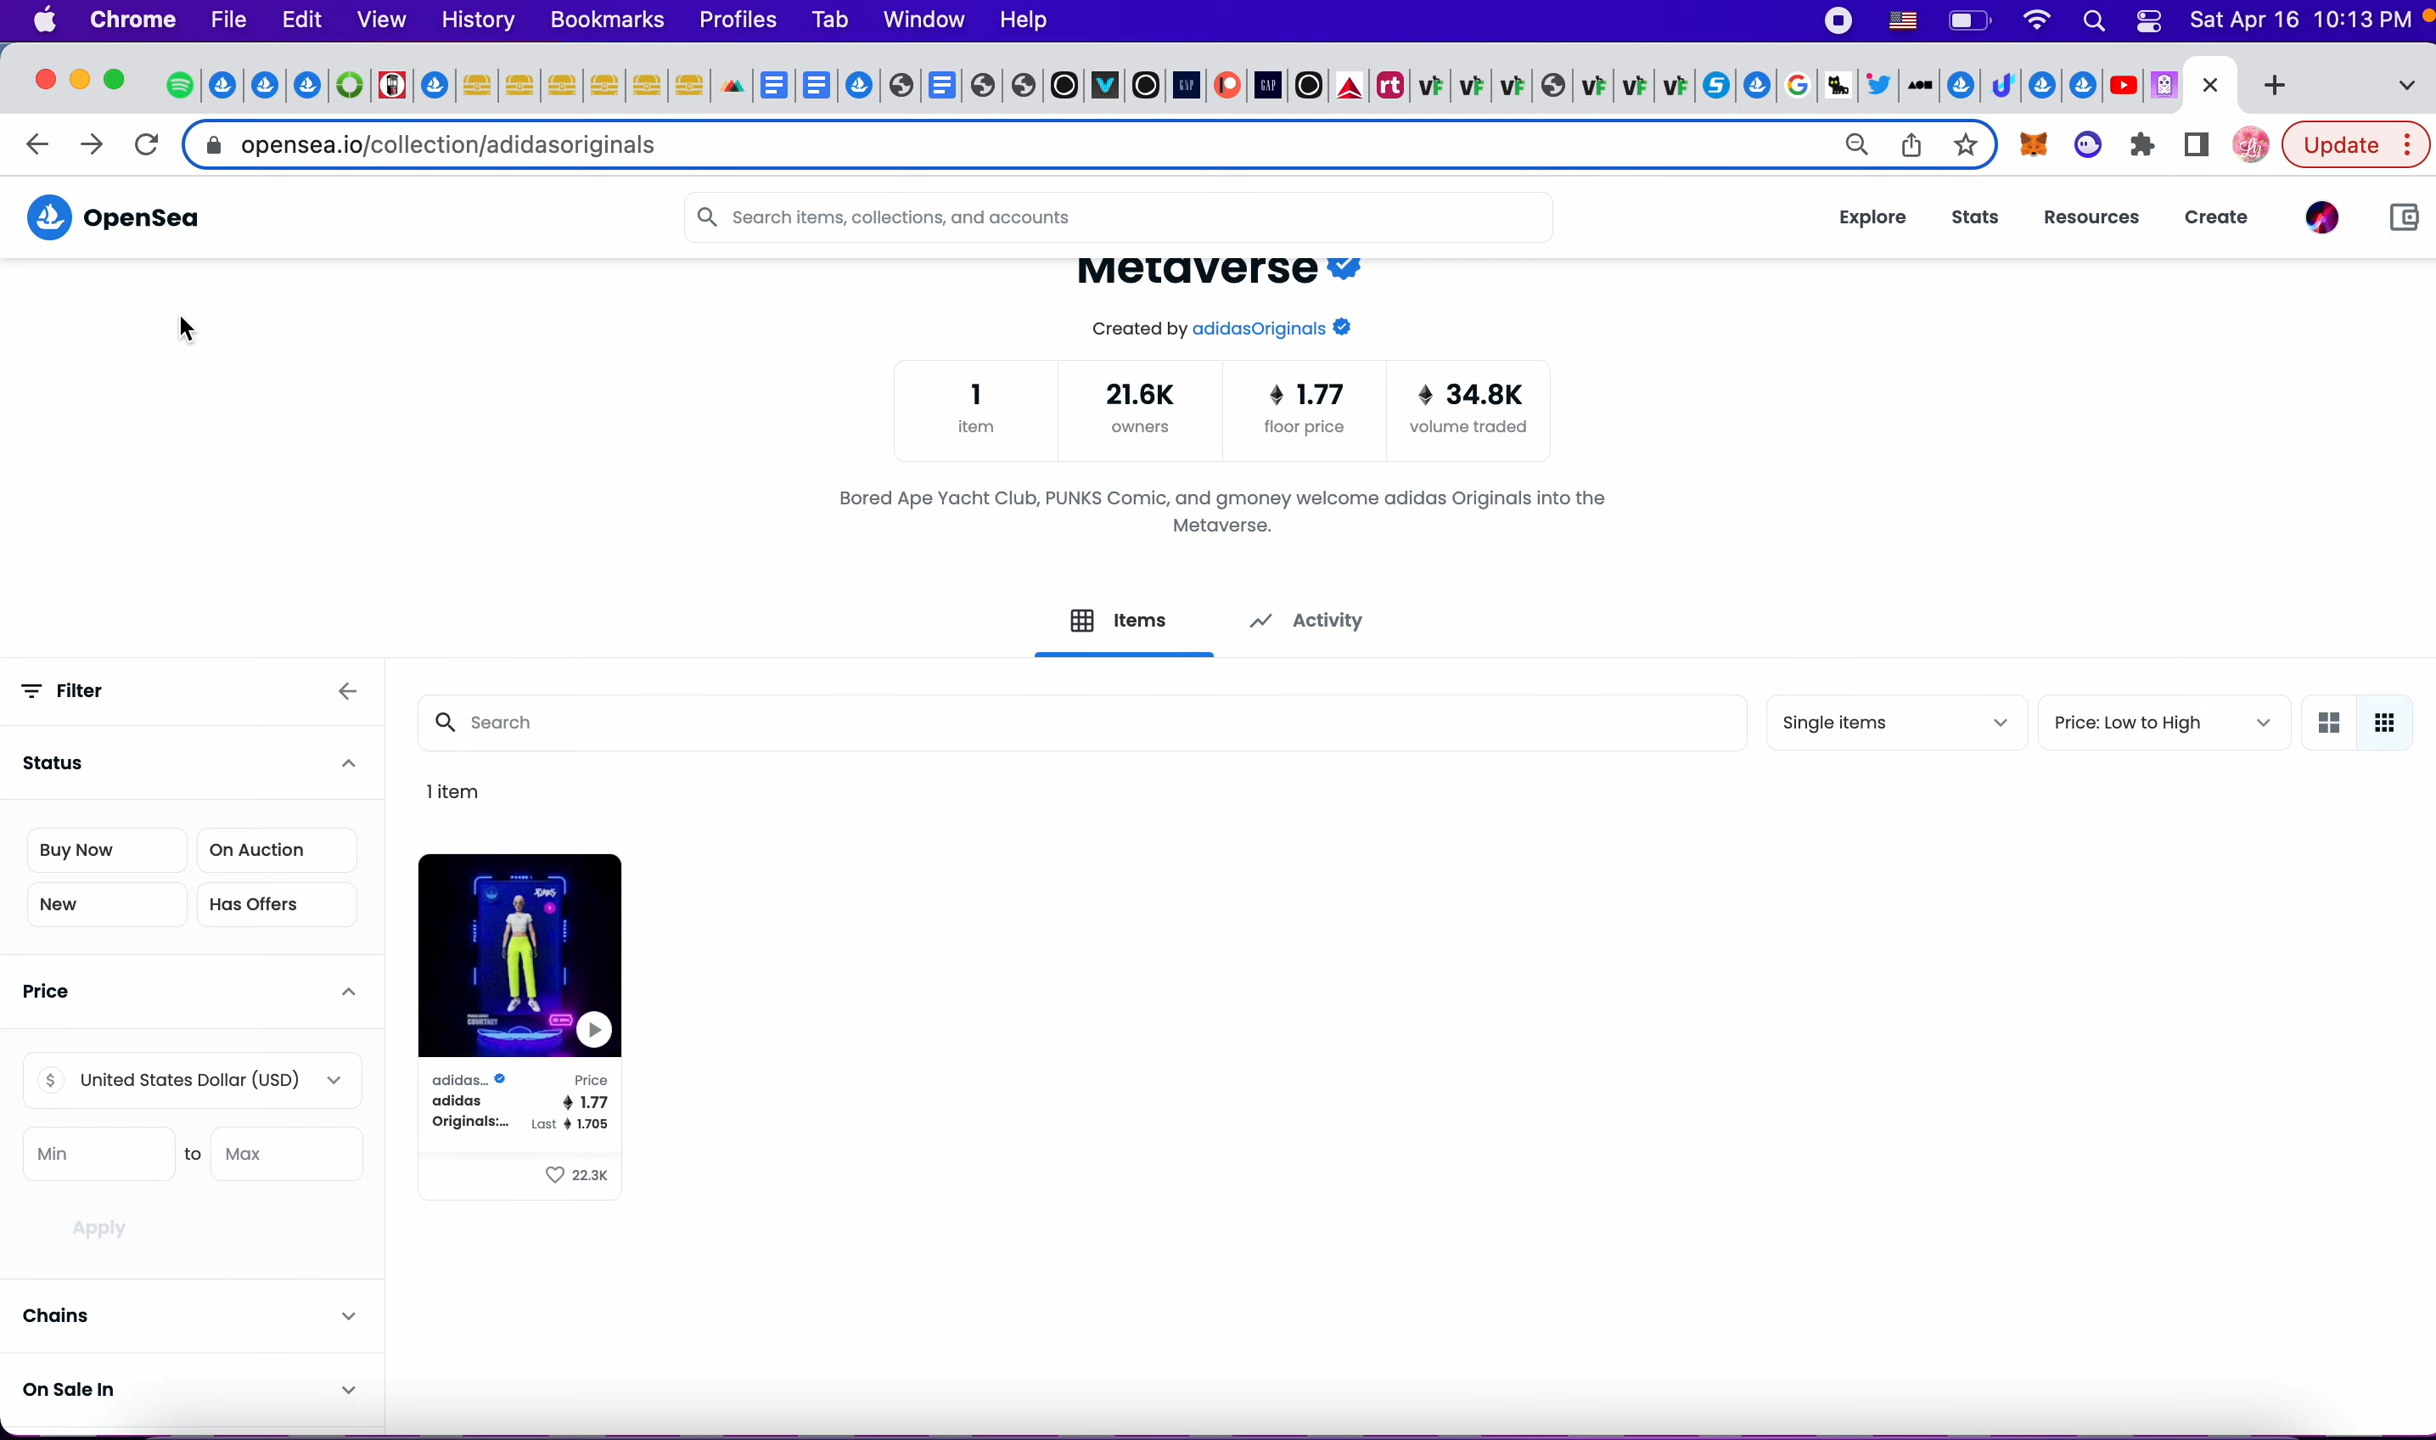 Chrome File Edit View History Bookmarks Profiles Tab Window Help Sat Apr 16 10:13 PM
opensea.io/collection/adidasoriginals Update
OpenSea Search items, collections, and accounts Explore Stats Resources Create
Metaverse
Created by adidasOriginals
1 21.6K 1.77 34.8K
item owners floor price volume traded
Bored Ape Yacht Club, PUNKS Comic, and gmoney welcome adidas Originals into the
Metaverse.
Items Activity
Filter
Search Single items Price: Low to High
Status
1 item
Buy Now On Auction
New Has Offers
Price
United States Dollar (USD)
Min to Max
Apply
Chains
On Sale In
COURTNEY
adidas... Price
adidas 1.77
Originals:... Last 1.705
22.3K